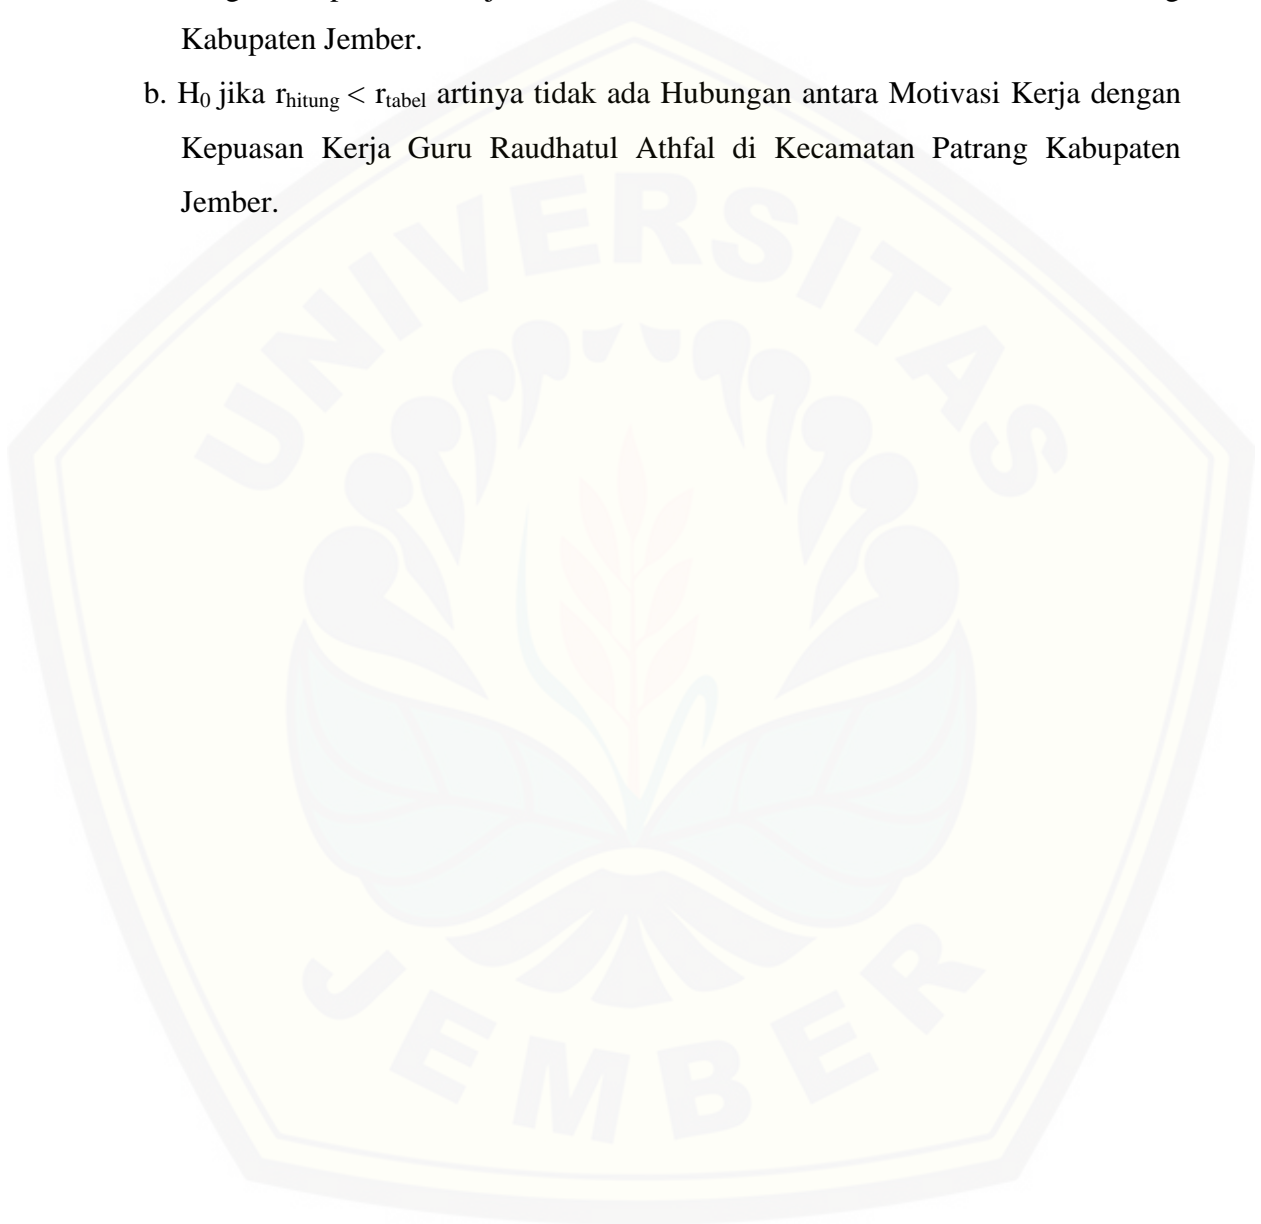 Kabupaten Jember.
b. H₀ jika rhitung < rtabel artinya tidak ada Hubungan antara Motivasi Kerja dengan
Kepuasan Kerja Guru Raudhatul Athfal di Kecamatan Patrang Kabupaten
Jember.
UNIVERSITAS
JEMBER